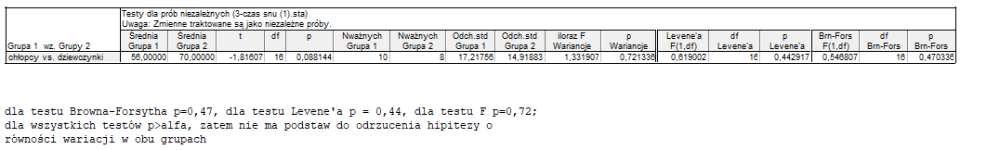 Testy dla prób niezależnych (3-czas snu (1).sta)
Uwaga: Zmienne traktowane są jako niezależne próby.
Grupa 1 wz. Grupy 2 Średnia Grupa 1 Średnia Grupa 2 t df p Nważnych Grupa 1 Nważnych Grupa 2 Odch.std Grupa 1 Odch.std Grupa 2 iloraz F Wariancje p Wariancje Levene'a F(1,df) df Levene'a p Levene'a Brn-Fors F(1,df) df Brn-Fors p Brn-Fors
chłopcy vs. dziewczynki 56,00000 70,00000 -1,81607 16 0,088144 10 8 17,21756 14,91883 1,331907 0,721336 0,619002 16 0,442917 0,546807 16 0,470336
dla testu Browna-Forsytha p=0,47, dla testu Levene'a p = 0,44, dla testu F p=0,72;
dla wszystkich testów p>alfa, zatem nie ma podstaw do odrzucenia hipitezy o
równości wariacji w obu grupach